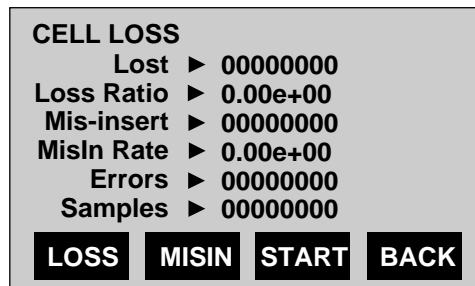 CELL LOSS
Lost ► 00000000
Loss Ratio ► 0.00e+00
Mis-insert ► 00000000
MisIn Rate ► 0.00e+00
Errors ► 00000000
Samples ► 00000000
LOSS MISIN START BACK